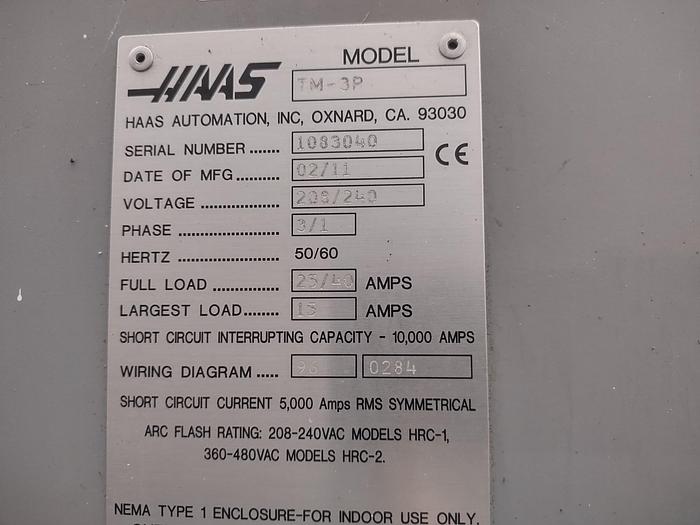 MODEL
HAAS TM-3P
HAAS AUTOMATION, INC, OXNARD, CA. 93030
SERIAL NUMBER ...... 1083040
CE
DATE OF MFG.......... 02/11
VOLTAGE ................ 208/240
PHASE .................... 3/1
HERTZ .................... 50/60
FULL LOAD ............. 25/40 AMPS
LARGEST LOAD....... 15 AMPS
SHORT CIRCUIT INTERRUPTING CAPACITY - 10,000 AMPS
WIRING DIAGRAM ..... 96 0284
SHORT CIRCUIT CURRENT 5,000 Amps RMS SYMMETRICAL
ARC FLASH RATING: 208-240VAC MODELS HRC-1,
360-480VAC MODELS HRC-2.
NEMA TYPE 1 ENCLOSURE-FOR INDOOR USE ONLY.